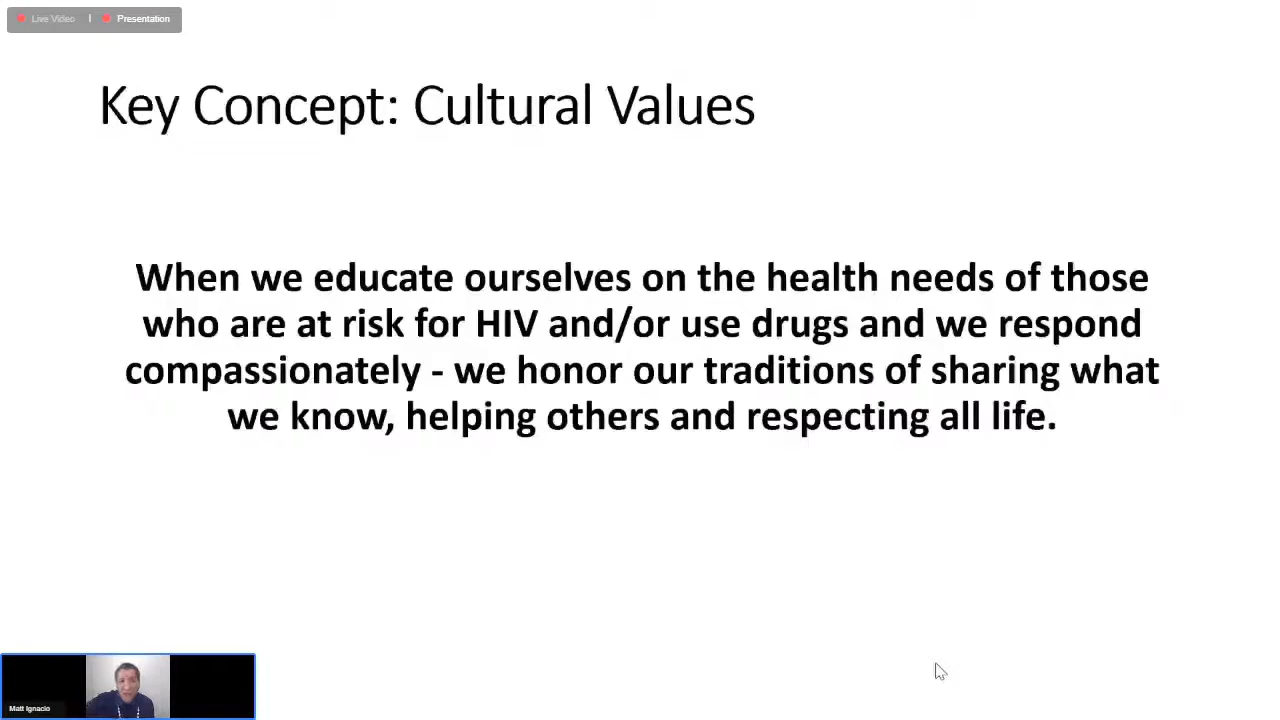 Live Video | Presentation
Key Concept: Cultural Values
When we educate ourselves on the health needs of those
who are at risk for HIV and/or use drugs and we respond
compassionately - we honor our traditions of sharing what
we know, helping others and respecting all life.
Matt Ignacio